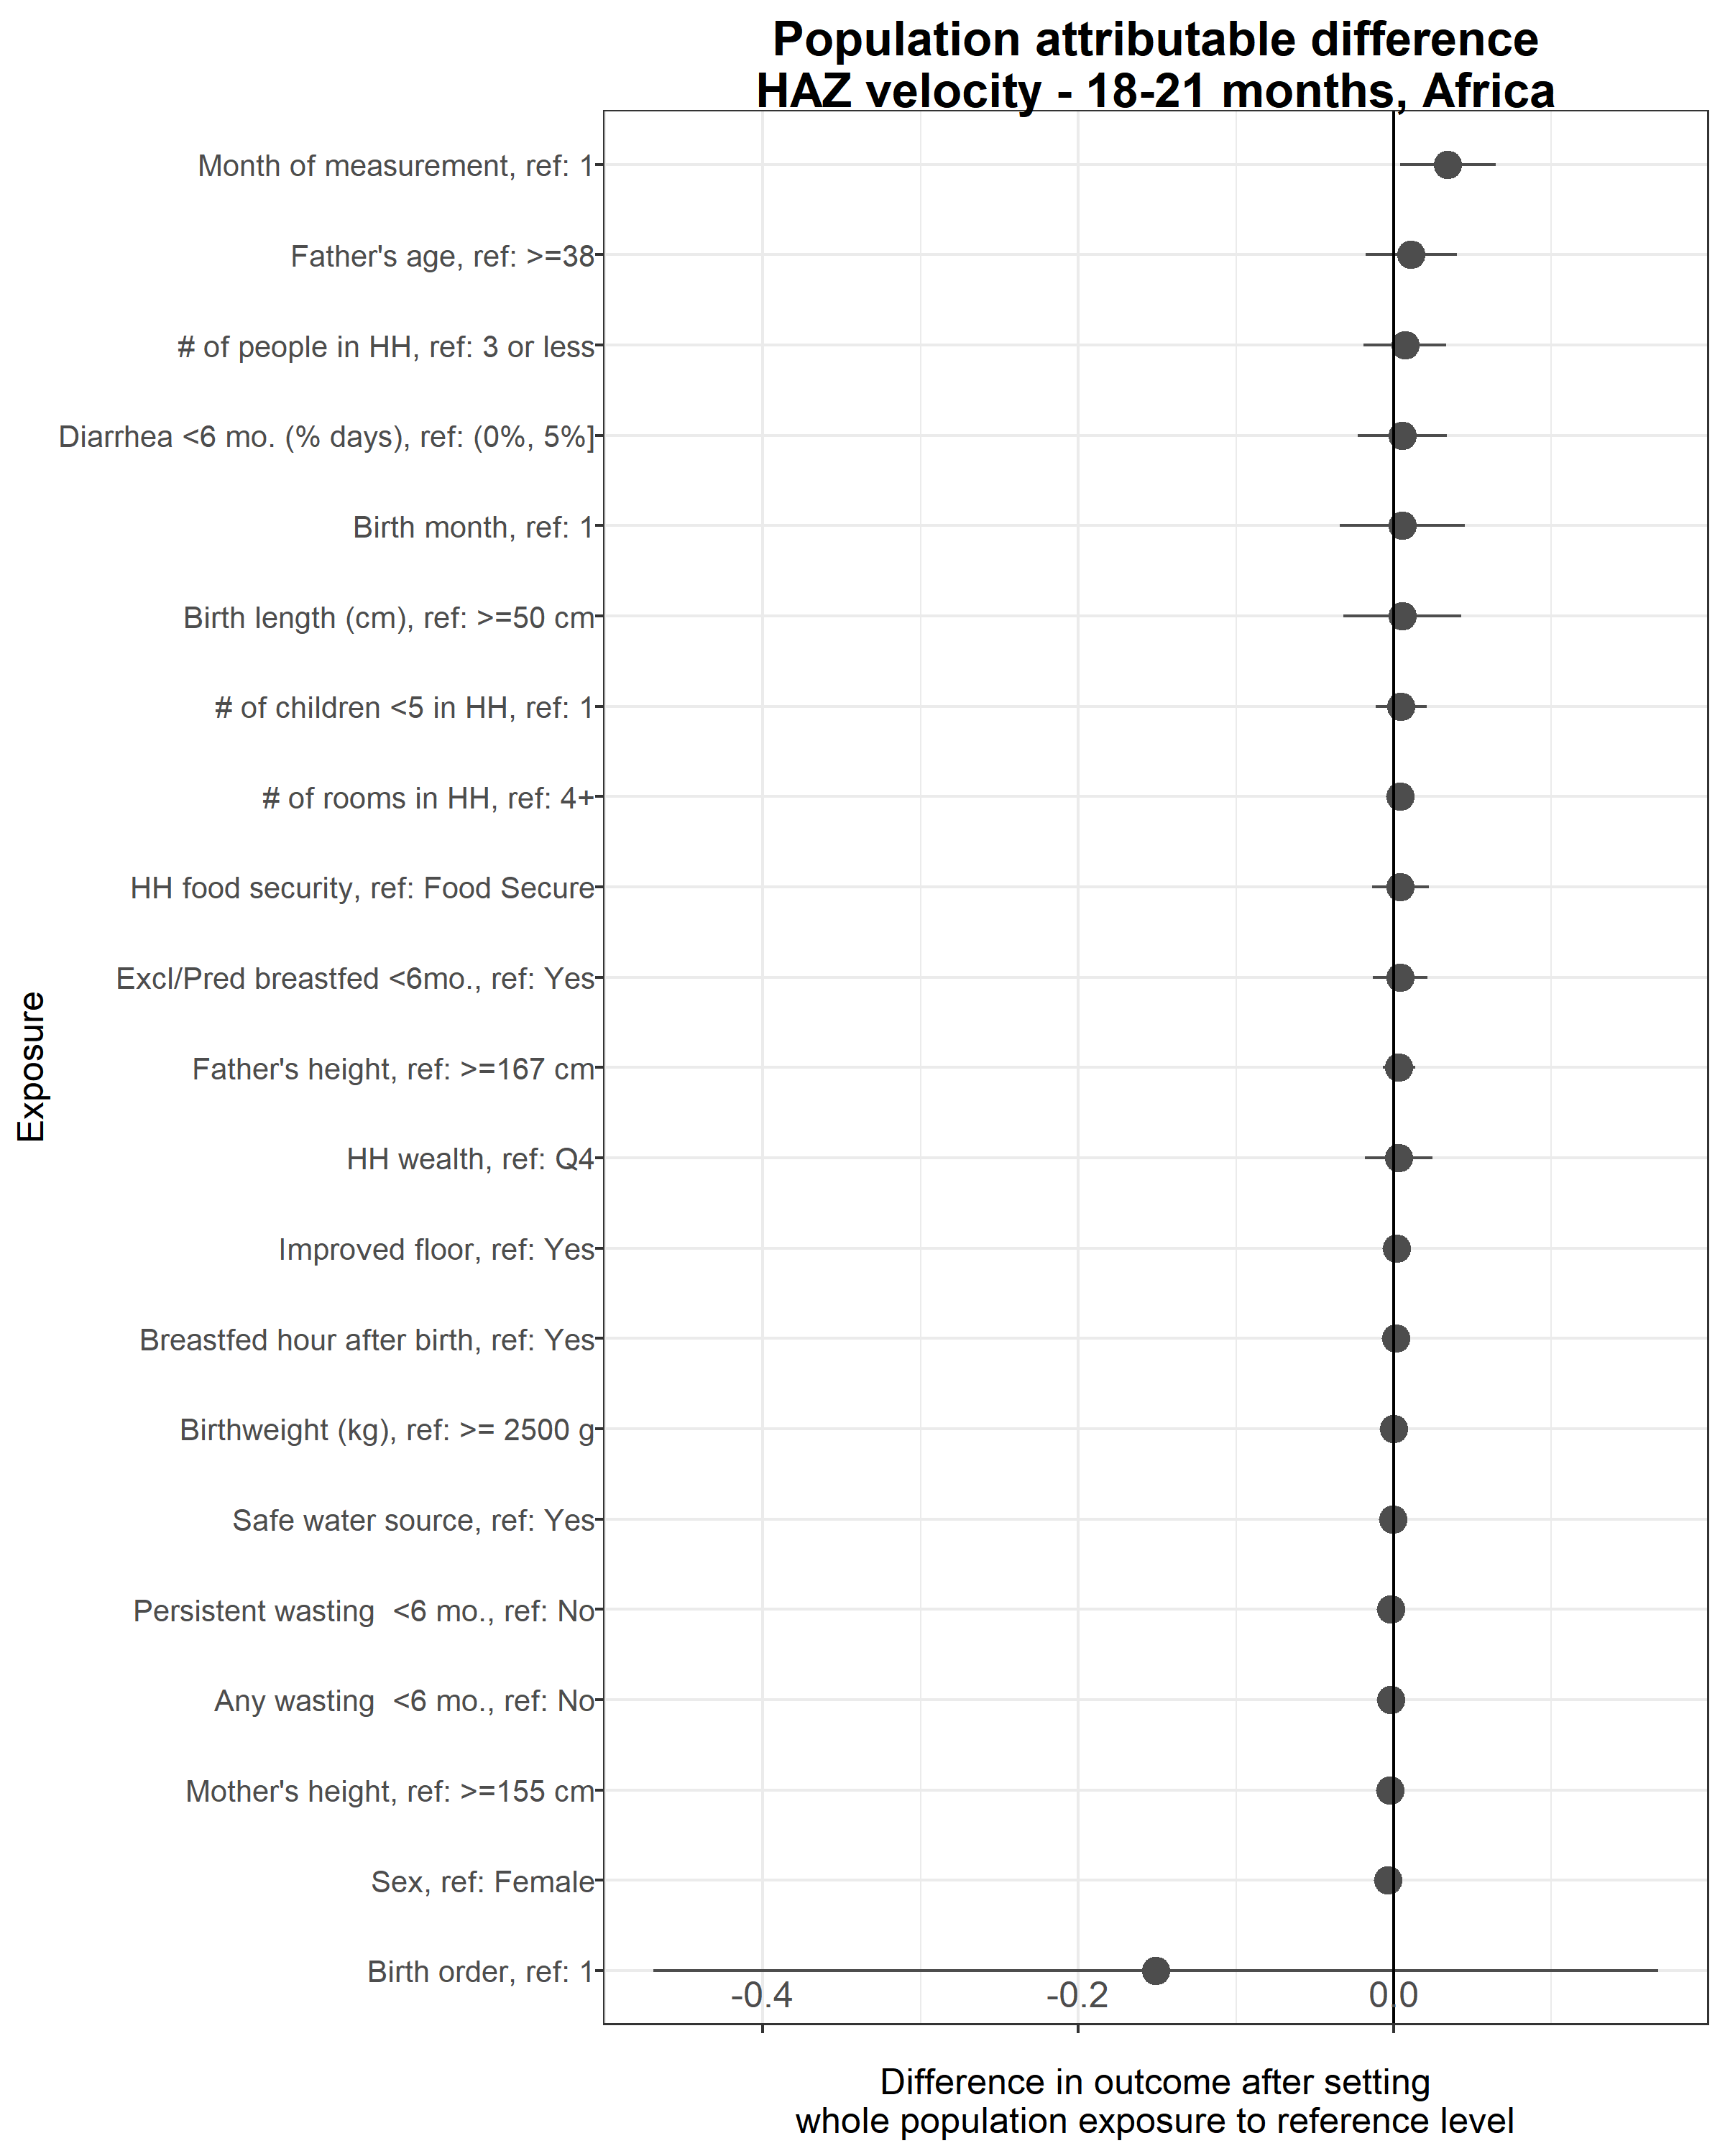 Population attributable difference
HAZ velocity - 18-21 months, Africa
Exposure
Month of measurement, ref: 1
Father's age, ref: >=38
# of people in HH, ref: 3 or less
Diarrhea <6 mo. (% days), ref: (0%, 5%]
Birth month, ref: 1
Birth length (cm), ref: >=50 cm
# of children <5 in HH, ref: 1
# of rooms in HH, ref: 4+
HH food security, ref: Food Secure
Excl/Pred breastfed <6mo., ref: Yes
Father's height, ref: >=167 cm
HH wealth, ref: Q4
Improved floor, ref: Yes
Breastfed hour after birth, ref: Yes
Birthweight (kg), ref: >= 2500 g
Safe water source, ref: Yes
Persistent wasting  <6 mo., ref: No
Any wasting  <6 mo., ref: No
Mother's height, ref: >=155 cm
Sex, ref: Female
Birth order, ref: 1
-0.4 -0.2 0.0
Difference in outcome after setting
whole population exposure to reference level